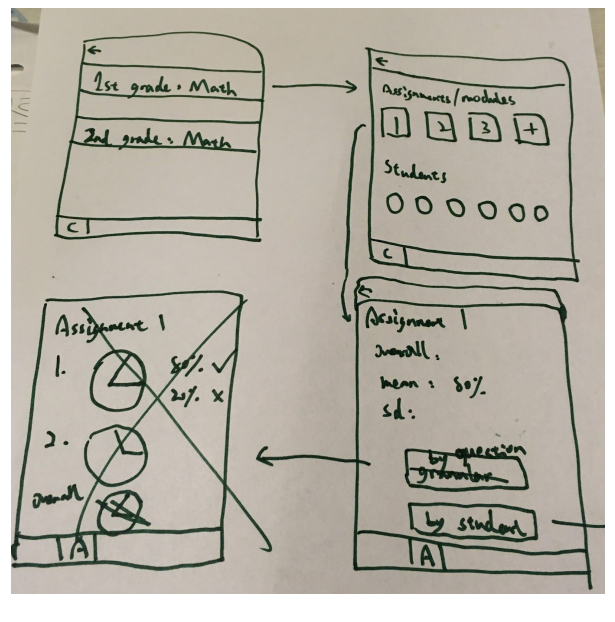 ←
1st grade: Math
2nd grade: Math
C
←
Assignments/modules
1 2 3 +
Students
C
←
Assignment 1
overall:
mean: 80%
sd:
by question
grammar
by student
A
Assignment 1
1.
80% ✓
20% ×
2.
overall
A